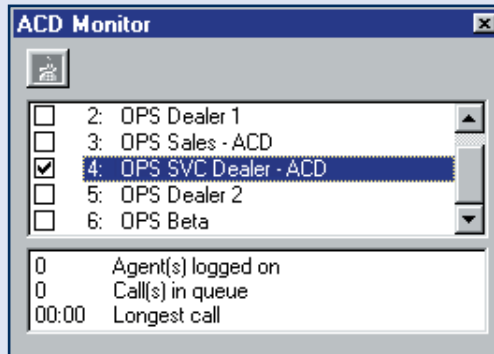 ACD Monitor
2: OPS Dealer 1
3: OPS Sales - ACD
4: OPS SVC Dealer - ACD
5: OPS Dealer 2
6: OPS Beta
0 Agent(s) logged on
0 Call(s) in queue
00:00 Longest call